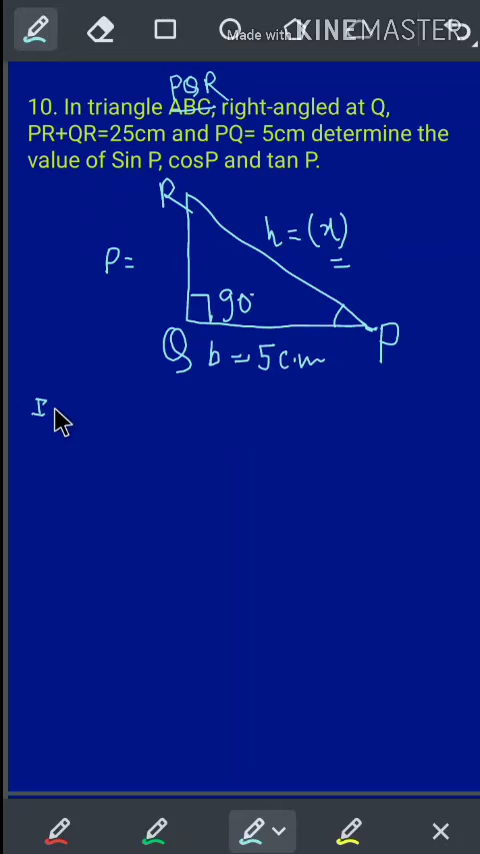 Made with KINEMASTER
PQR
10. In triangle ABC, right-angled at Q,
PR+QR=25cm and PQ= 5cm determine the
value of Sin P, cosP and tan P.
R
h = (x)
P =
90°
Q b = 5 c.m P
I